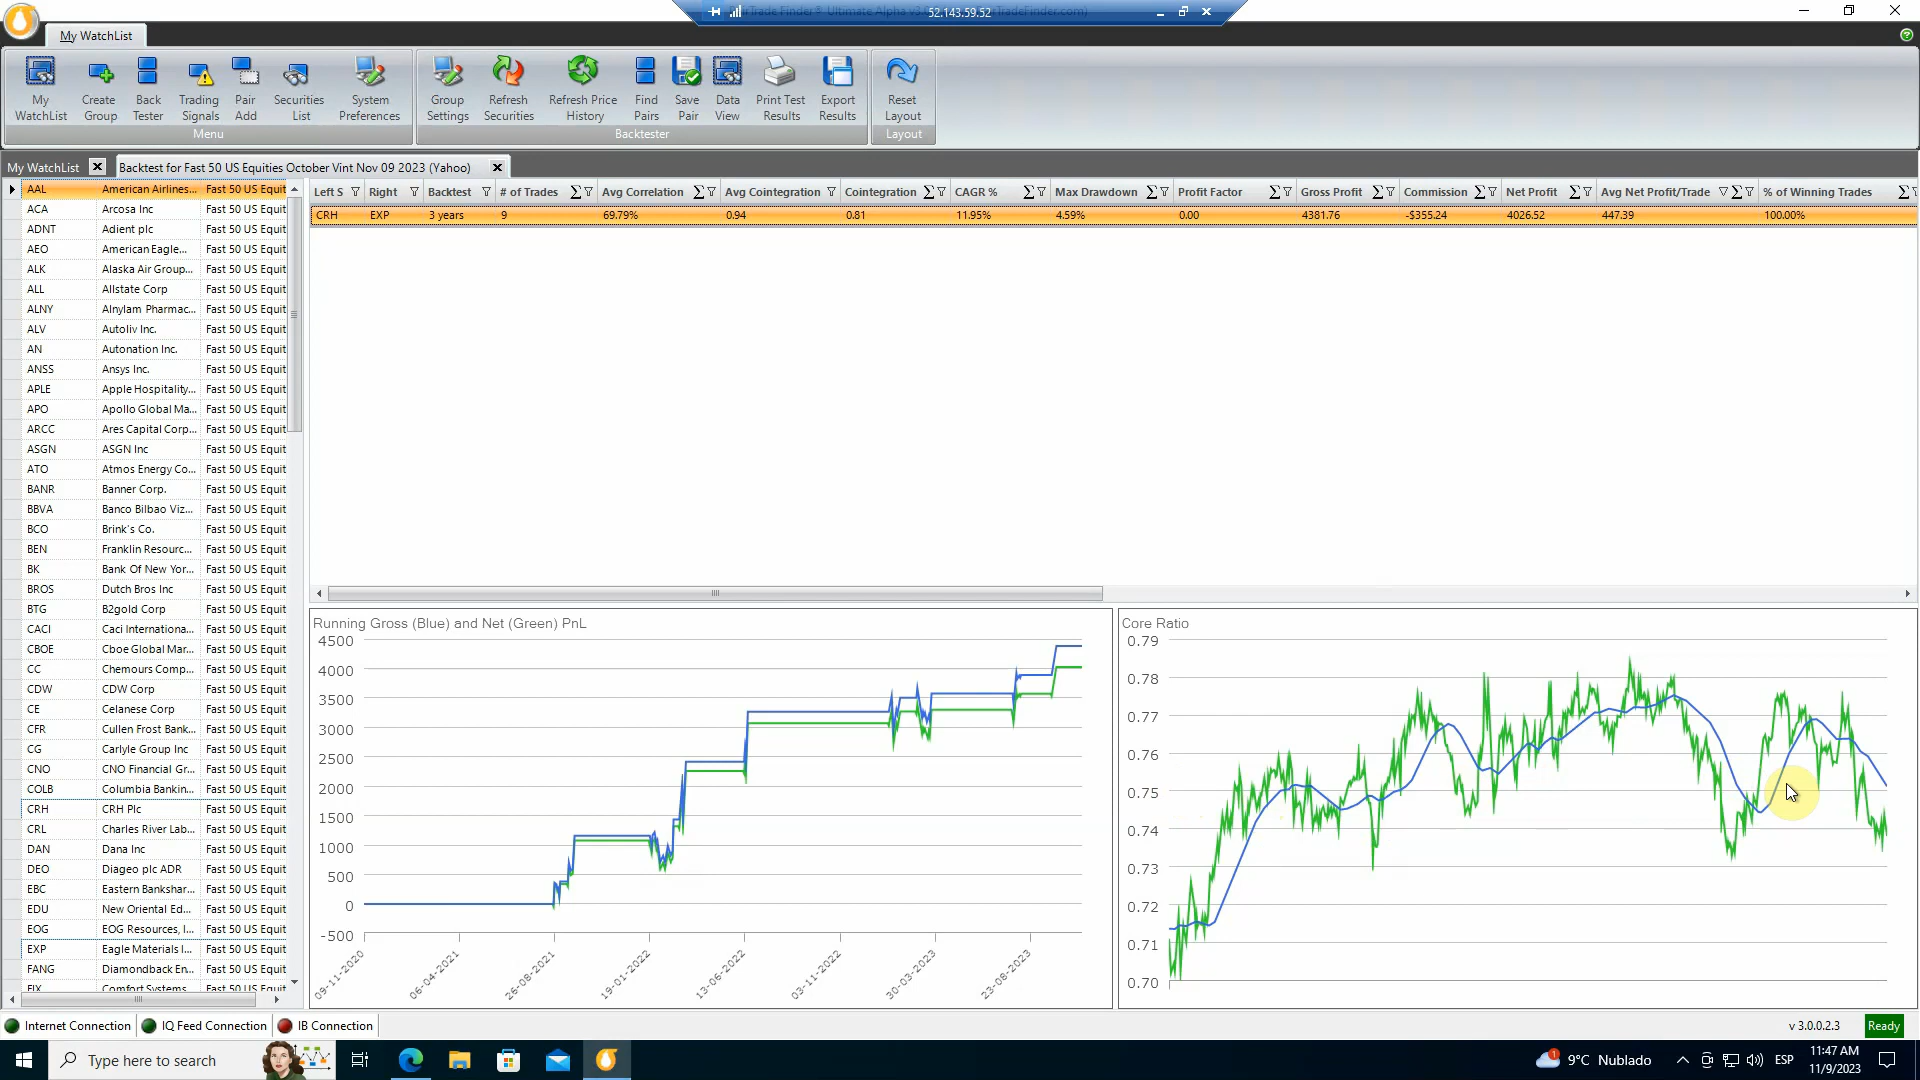 PairTrade Finder® Ultimate Alpha v3.
52.143.59.52
TradeFinder.com)
My WatchList
My WatchList
Create Group
Back Tester
Trading Signals
Pair Add
Securities List
System Preferences
Group Settings
Refresh Securities
Refresh Price History
Find Pairs
Save Pair
Data View
Print Test Results
Export Results
Reset Layout
Menu
Backtester
Layout
My WatchList
Backtest for Fast 50 US Equities October Vint Nov 09 2023 (Yahoo)
Left S Right Backtest # of Trades Avg Correlation Avg Cointegration Cointegration CAGR % Max Drawdown Profit Factor Gross Profit Commission Net Profit Avg Net Profit/Trade % of Winning Trades
CRH EXP 3 years 9 69.79% 0.94 0.81 11.95% 4.59% 0.00 4381.76 -$355.24 4026.52 447.39 100.00%
AAL American Airlines... Fast 50 US Equit
ACA Arcosa Inc Fast 50 US Equit
ADNT Adient plc Fast 50 US Equit
AEO American Eagle... Fast 50 US Equit
ALK Alaska Air Group... Fast 50 US Equit
ALL Allstate Corp Fast 50 US Equit
ALNY Alnylam Pharmac... Fast 50 US Equit
ALV Autoliv Inc. Fast 50 US Equit
AN Autonation Inc. Fast 50 US Equit
ANSS Ansys Inc. Fast 50 US Equit
APLE Apple Hospitality... Fast 50 US Equit
APO Apollo Global Ma... Fast 50 US Equit
ARCC Ares Capital Corp... Fast 50 US Equit
ASGN ASGN Inc Fast 50 US Equit
ATO Atmos Energy Co... Fast 50 US Equit
BANR Banner Corp. Fast 50 US Equit
BBVA Banco Bilbao Viz... Fast 50 US Equit
BCO Brink's Co. Fast 50 US Equit
BEN Franklin Resourc... Fast 50 US Equit
BK Bank Of New Yor... Fast 50 US Equit
BROS Dutch Bros Inc Fast 50 US Equit
BTG B2gold Corp Fast 50 US Equit
CACI Caci Internationa... Fast 50 US Equit
CBOE Cboe Global Mar... Fast 50 US Equit
CC Chemours Comp... Fast 50 US Equit
CDW CDW Corp Fast 50 US Equit
CE Celanese Corp Fast 50 US Equit
CFR Cullen Frost Bank... Fast 50 US Equit
CG Carlyle Group Inc Fast 50 US Equit
CNO CNO Financial Gr... Fast 50 US Equit
COLB Columbia Bankin... Fast 50 US Equit
CRH CRH Plc Fast 50 US Equit
CRL Charles River Lab... Fast 50 US Equit
DAN Dana Inc Fast 50 US Equit
DEO Diageo plc ADR Fast 50 US Equit
EBC Eastern Bankshar... Fast 50 US Equit
EDU New Oriental Ed... Fast 50 US Equit
EOG EOG Resources, I... Fast 50 US Equit
EXP Eagle Materials I... Fast 50 US Equit
FANG Diamondback En... Fast 50 US Equit
FIX Comfort Systems Fast 50 US Equit
Running Gross (Blue) and Net (Green) PnL
4500
4000
3500
3000
2500
2000
1500
1000
500
0
-500
09-11-2020
06-04-2021
26-08-2021
19-01-2022
13-06-2022
03-11-2022
30-03-2023
23-08-2023
Core Ratio
0.79
0.78
0.77
0.76
0.75
0.74
0.73
0.72
0.71
0.70
Internet Connection
IQ Feed Connection
IB Connection
v 3.0.0.2.3
Ready
Type here to search
1
9°C Nublado
ESP
11:47 AM
11/9/2023